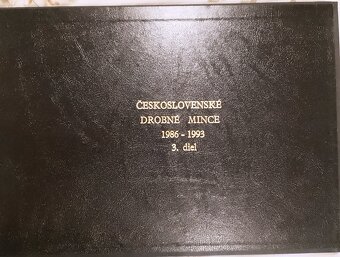 ČESKOSLOVENSKÉ
DROBNÉ MINCE
1986 - 1993
3. diel